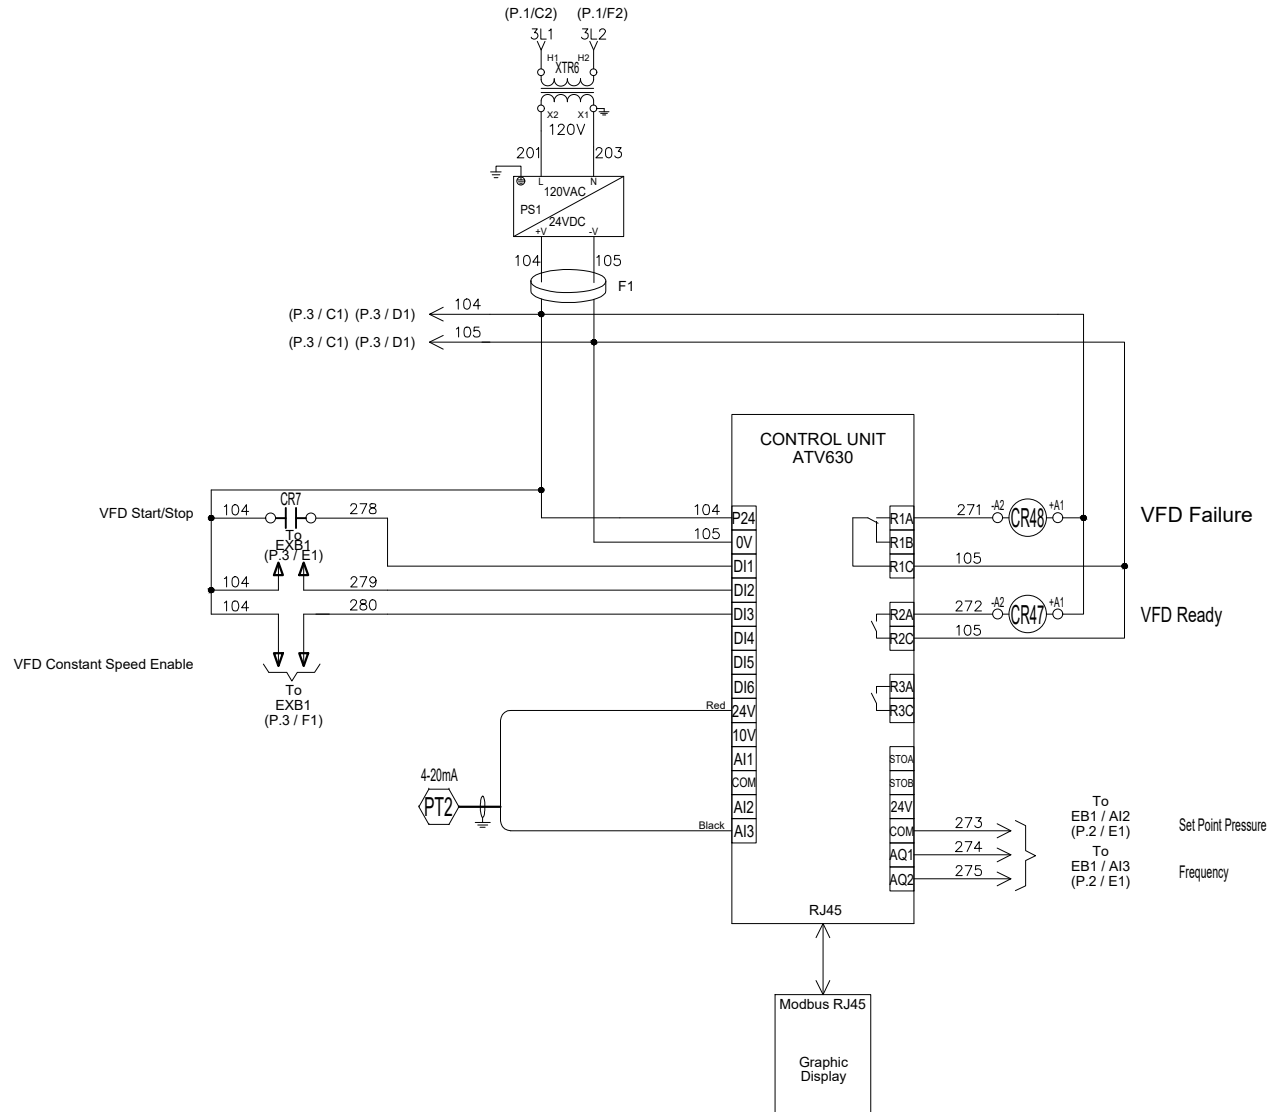 (P.1/C2) (P.1/F2)
3L1 3L2
H1 H2
XTR6
X2 X1
120V
201 203
L N
120VAC
PS1
24VDC
+V -V
104 105
F1
(P.3 / C1) (P.3 / D1) 104
(P.3 / C1) (P.3 / D1) 105
CONTROL UNIT
ATV630
VFD Start/Stop
104 CR7 278
To
EXB1
(P.3 / E1)
104 279
104 280
VFD Constant Speed Enable
To
EXB1
(P.3 / F1)
104 P24
105 0V
DI1
DI2
DI3
DI4
DI5
DI6
Red 24V
10V
AI1
COM
AI2
Black AI3
4-20mA
PT2
R1A 271 -A2 CR48 +A1 VFD Failure
R1B
R1C 105
R2A 272 -A2 CR47 +A1 VFD Ready
R2C 105
R3A
R3C
STOA
STOB
24V
COM 273
AQ1 274
AQ2 275
To
EB1 / AI2
(P.2 / E1)
Set Point Pressure
To
EB1 / AI3
(P.2 / E1)
Frequency
RJ45
Modbus RJ45
Graphic
Display